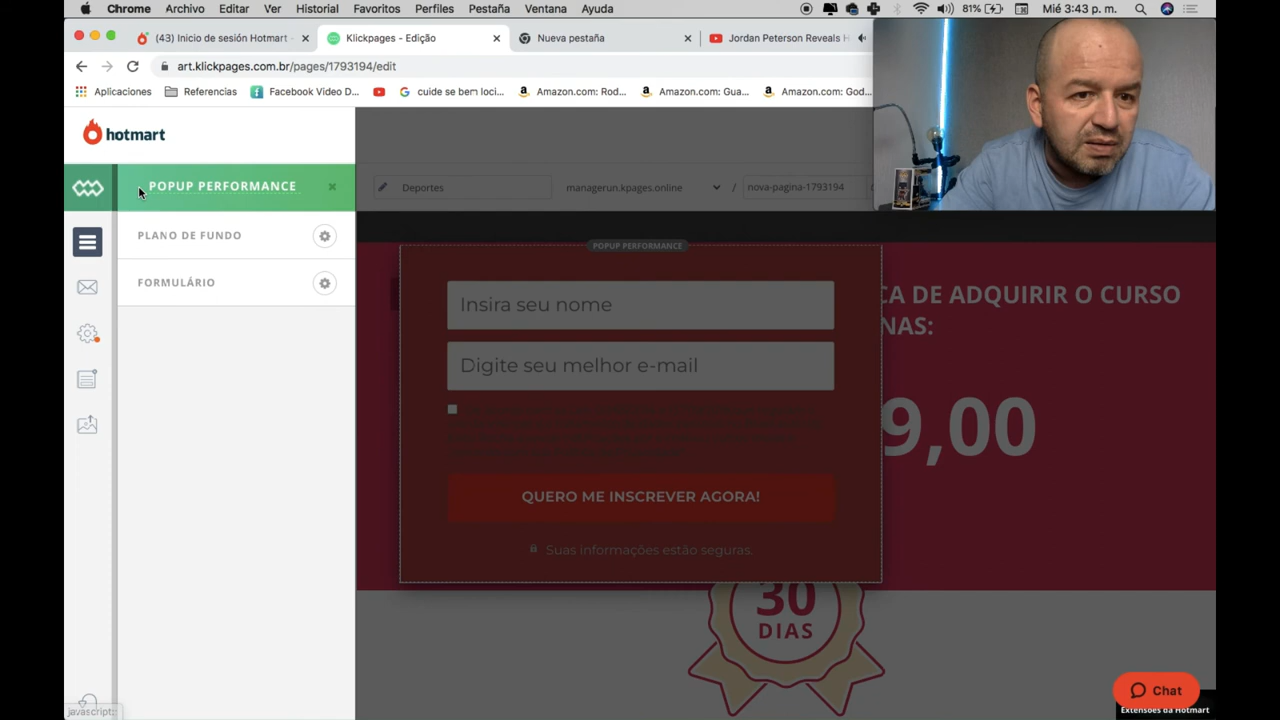 Chrome Archivo Editar Ver Historial Favoritos Perfiles Pestaña Ventana Ayuda 81% Mié 3:43 p. m.
(43) Inicio de sesión Hotmart Klickpages - Edição Nueva pestaña Jordan Peterson Reveals H
art.klickpages.com.br/pages/1793194/edit
Aplicaciones Referencias Facebook Video D... cuide se bem loci... Amazon.com: Rod... Amazon.com: Gua... Amazon.com: God...
hotmart
POPUP PERFORMANCE
Deportes managerun.kpages.online / nova-pagina-1793194
PLANO DE FUNDO
FORMULÁRIO
POPUP PERFORMANCE
Insira seu nome
Digite seu melhor e-mail
QUERO ME INSCREVER AGORA!
Suas informações estão seguras.
CA DE ADQUIRIR O CURSO
NAS:
9,00
30
DIAS
Chat
Extensões da Hotmart
javascript: